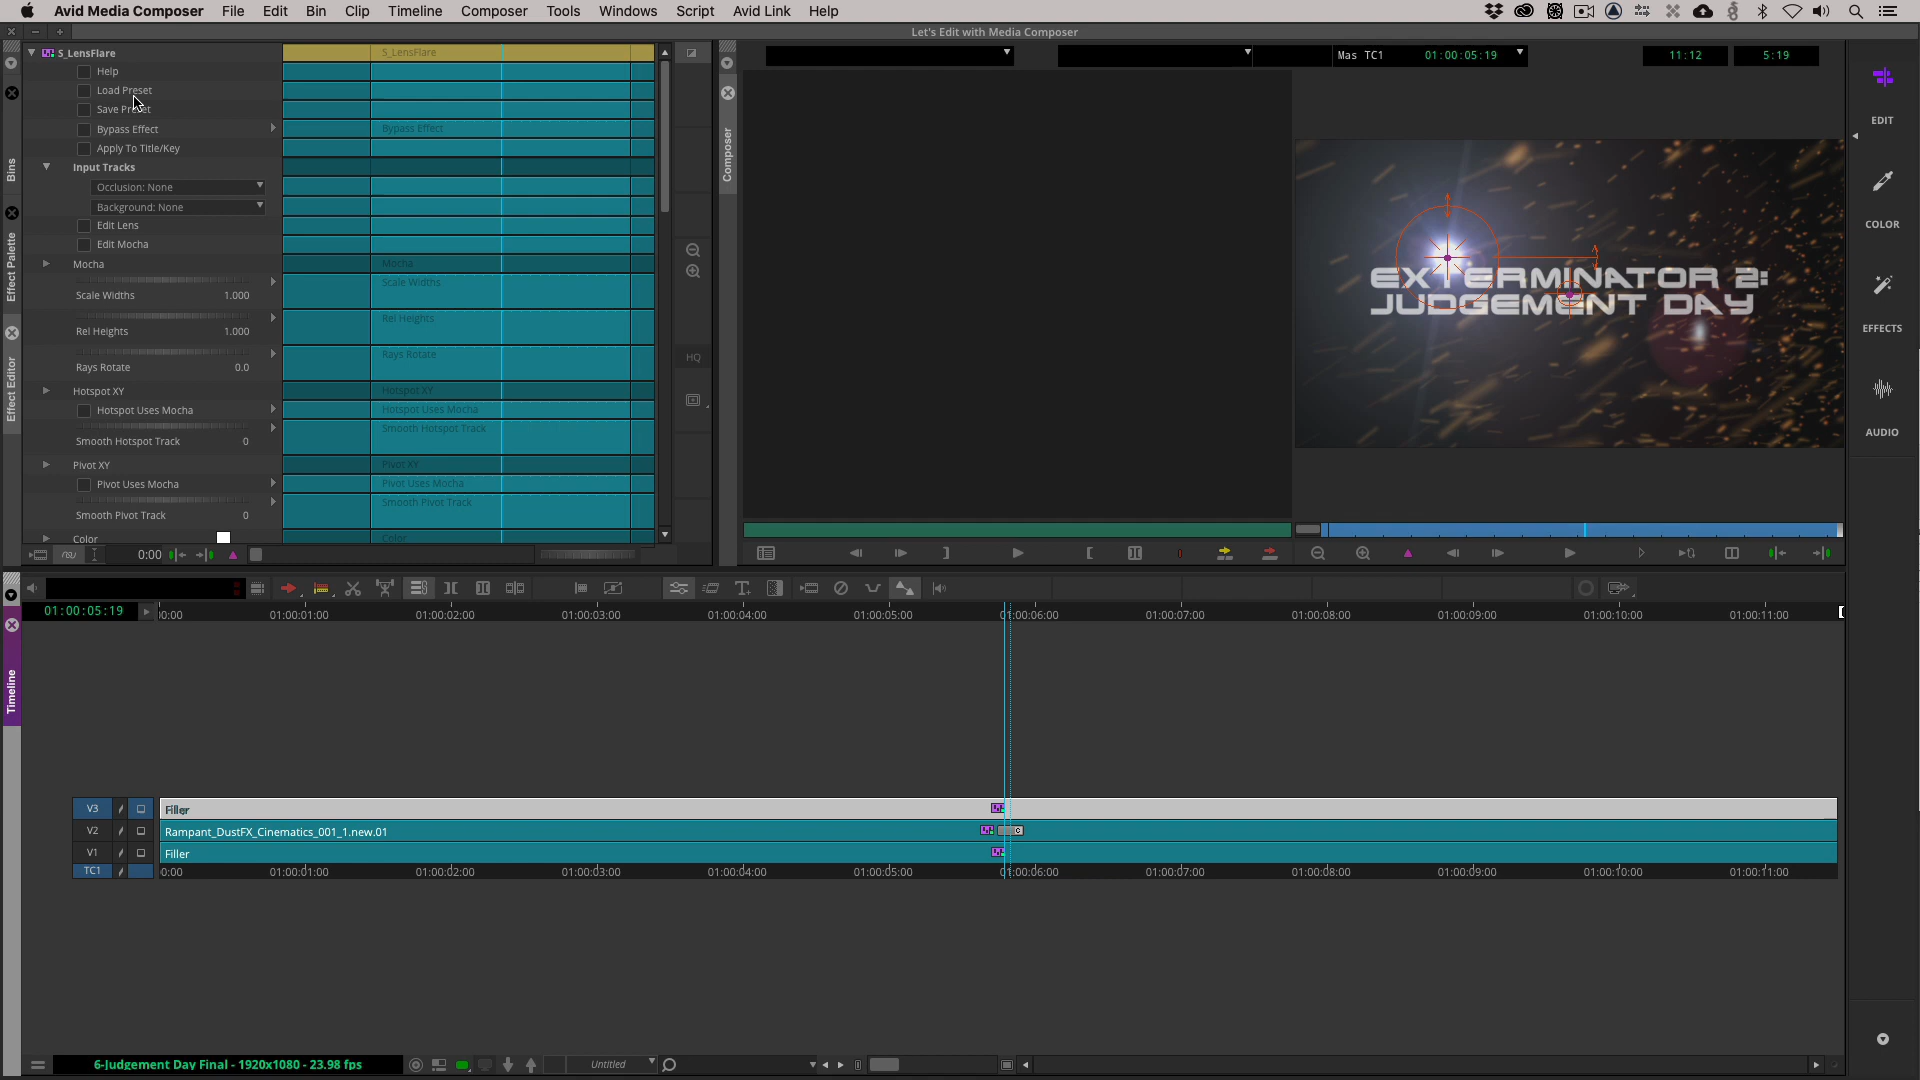 Avid Media Composer File Edit Bin Clip Timeline Composer Tools Windows Script Avid Link Help
Let's Edit with Media Composer
S_LensFlare
S_LensFlare
Help
Load Preset
Save Preset
Bypass Effect
Bypass Effect
Apply To Title/Key
Input Tracks
Occlusion: None
Background: None
Edit Lens
Edit Mocha
Mocha
Mocha
Scale Widths 1.000
Scale Widths
Rel Heights 1.000
Rel Heights
Rays Rotate 0.0
Rays Rotate
Hotspot XY
Hotspot XY
Hotspot Uses Mocha
Hotspot Uses Mocha
Smooth Hotspot Track 0
Smooth Hotspot Track
Pivot XY
Pivot XY
Pivot Uses Mocha
Pivot Uses Mocha
Smooth Pivot Track 0
Smooth Pivot Track
Color
Color
0:00
Bins
Effect Palette
Effect Editor
HQ
Composer
Mas TC1 01:00:05:19
11:12
5:19
EXTERMINATOR 2:
JUDGEMENT DAY
EDIT
COLOR
EFFECTS
AUDIO
Timeline
01:00:05:19
0:00 01:00:01:00 01:00:02:00 01:00:03:00 01:00:04:00 01:00:05:00 01:00:06:00 01:00:07:00 01:00:08:00 01:00:09:00 01:00:10:00 01:00:11:00
V3 Filler
V2 Rampant_DustFX_Cinematics_001_1.new.01 C
V1 Filler
TC1 0:00 01:00:01:00 01:00:02:00 01:00:03:00 01:00:04:00 01:00:05:00 01:00:06:00 01:00:07:00 01:00:08:00 01:00:09:00 01:00:10:00 01:00:11:00
6-Judgement Day Final - 1920x1080 - 23.98 fps
Untitled